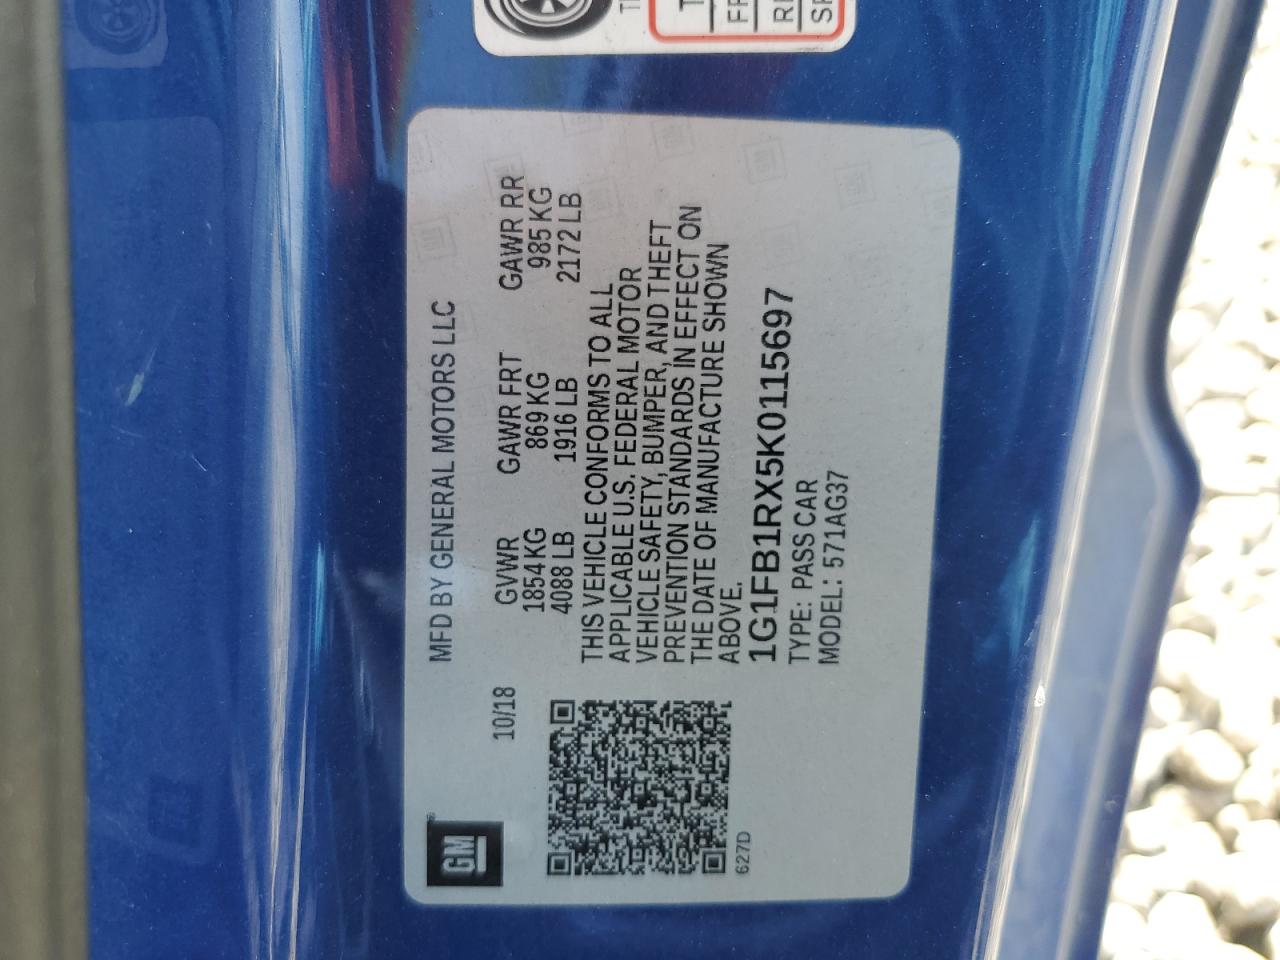 MFD BY GENERAL MOTORS LLC
10/18
GVWR GAWR FRT GAWR RR
1854 KG 869 KG 985 KG
4088 LB 1916 LB 2172 LB
THIS VEHICLE CONFORMS TO ALL
APPLICABLE U.S. FEDERAL MOTOR
VEHICLE SAFETY, BUMPER, AND THEFT
PREVENTION STANDARDS IN EFFECT ON
THE DATE OF MANUFACTURE SHOWN
ABOVE.
1G1FB1RX5K0115697
TYPE: PASS CAR
MODEL: 571AG37
GM
627D